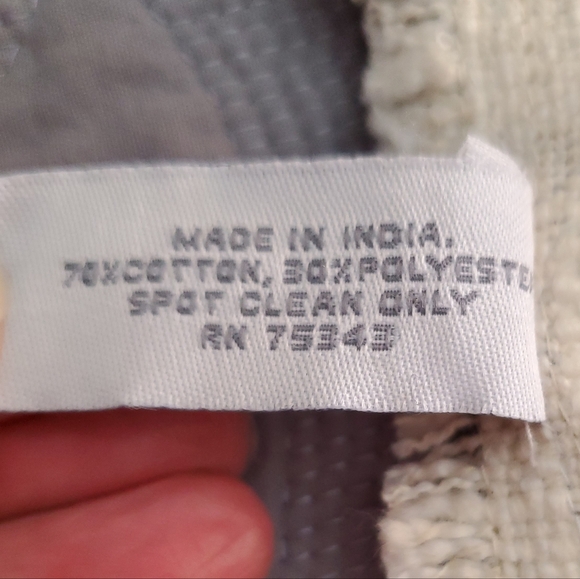 MADE IN INDIA.
70%COTTON, 30%POLYESTE
SPOT CLEAN ONLY
RN 75343